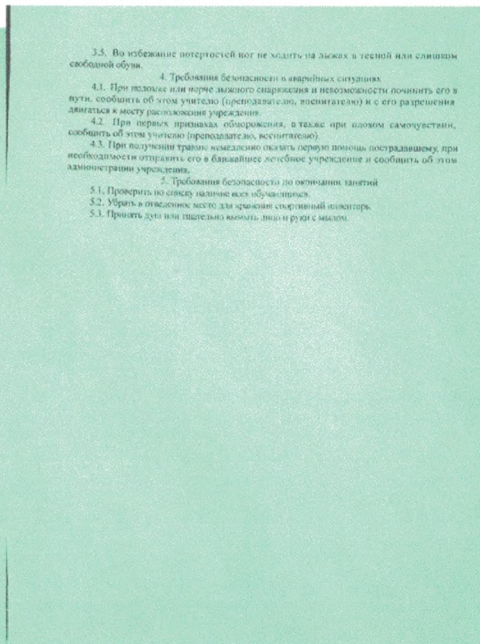 3.5. Во избежание потертостей ног не ходить на лыжах в тесной или слишком
свободной обуви.
4. Требования безопасности в аварийных ситуациях
4.1. При поломке или порче лыжного снаряжения и невозможности починить его в
пути, сообщить об этом учителю (преподавателю, воспитателю) и с его разрешения
двигаться к месту расположения учреждения.
4.2. При первых признаках обморожения, а также при плохом самочувствии,
сообщить об этом учителю (преподавателю, воспитателю).
4.3. При получении травмы немедленно оказать первую помощь пострадавшему, при
необходимости отправить его в ближайшее лечебное учреждение и сообщить об этом
администрации учреждения.
5. Требования безопасности по окончании занятий
5.1. Проверить по списку наличие всех обучающихся.
5.2. Убрать в отведенное место для хранения спортивный инвентарь.
5.3. Принять душ или тщательно вымыть лицо и руки с мылом.